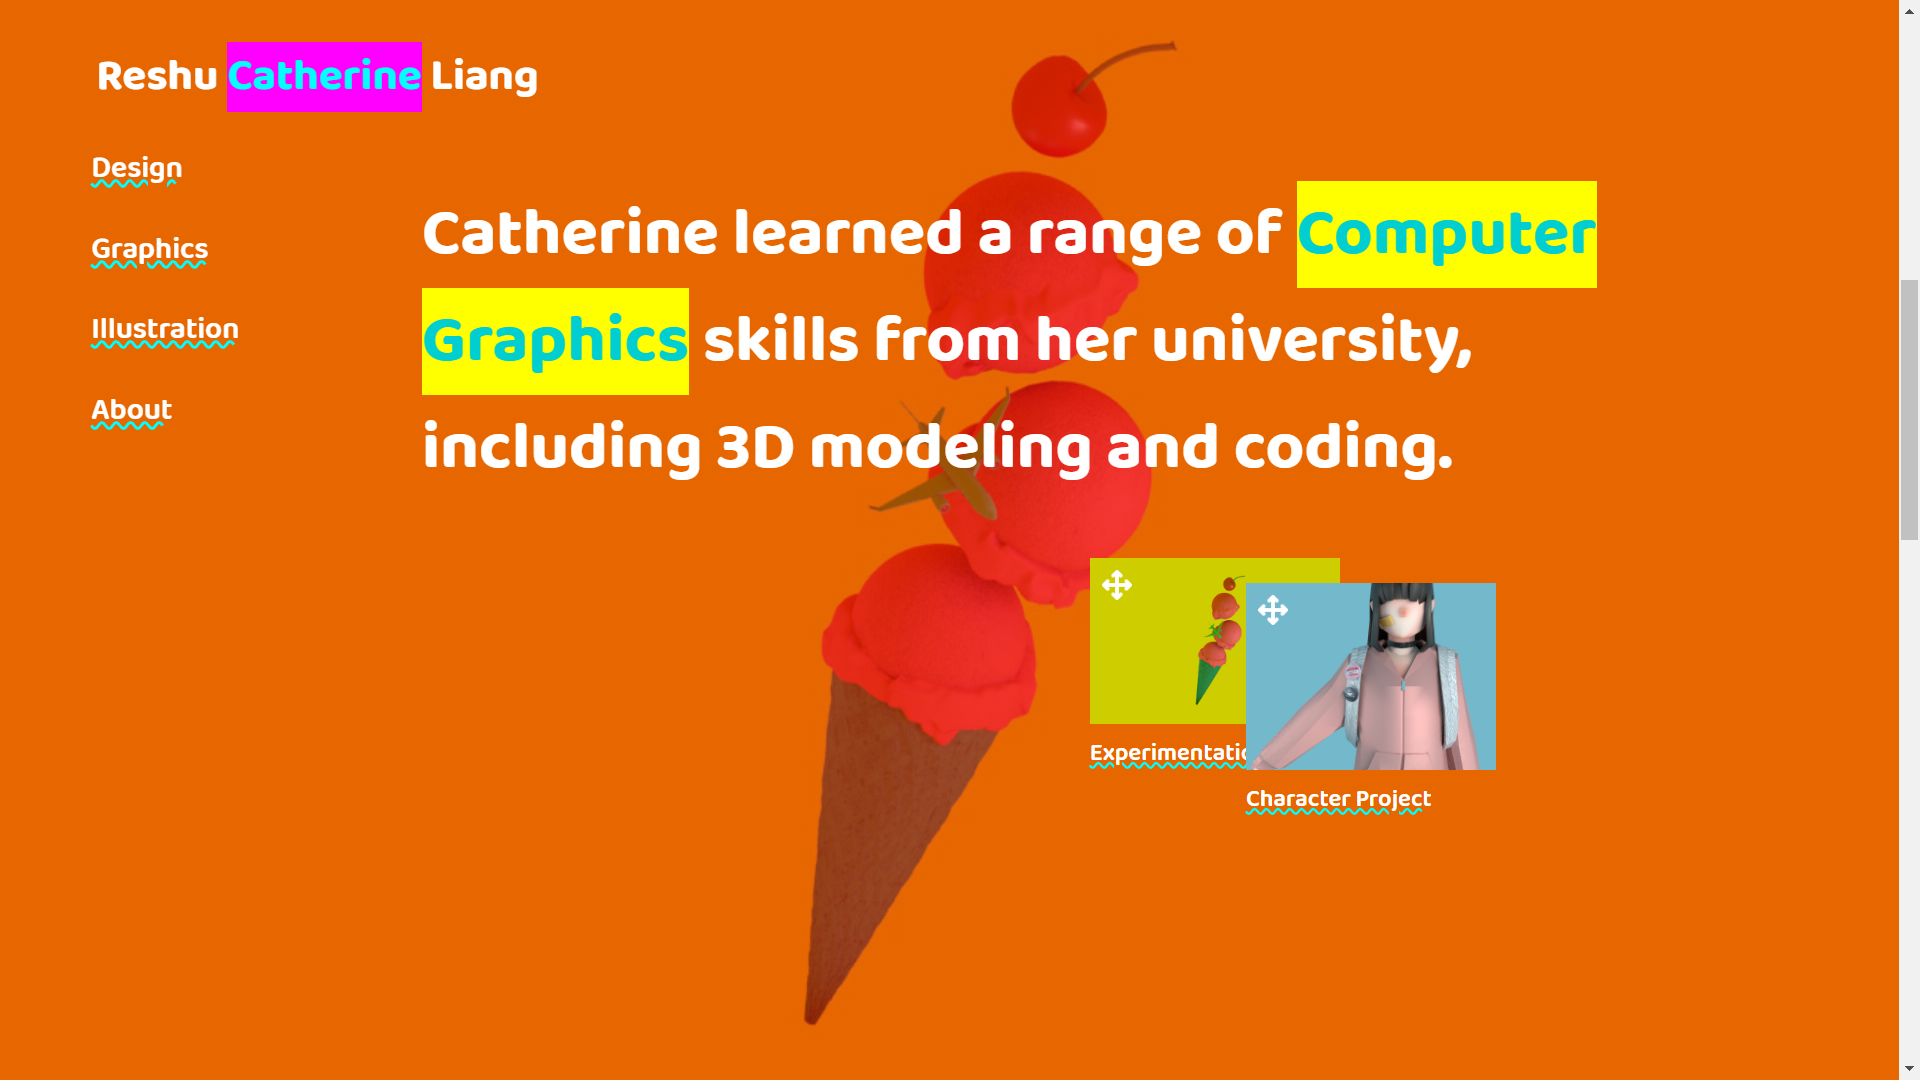 Reshu Catherine Liang
Design
Graphics
Illustration
About
Catherine learned a range of Computer
Graphics skills from her university,
including 3D modeling and coding.
Experimentatio
Character Project